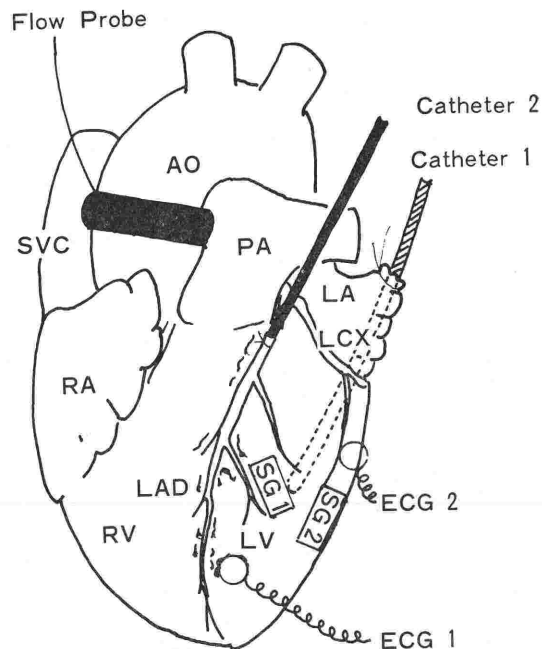 Flow Probe
Catheter 2
Catheter 1
AO
SVC
PA
LA
LCX
RA
LAD
SG 1
SG 2
ECG 2
RV
LV
ECG 1